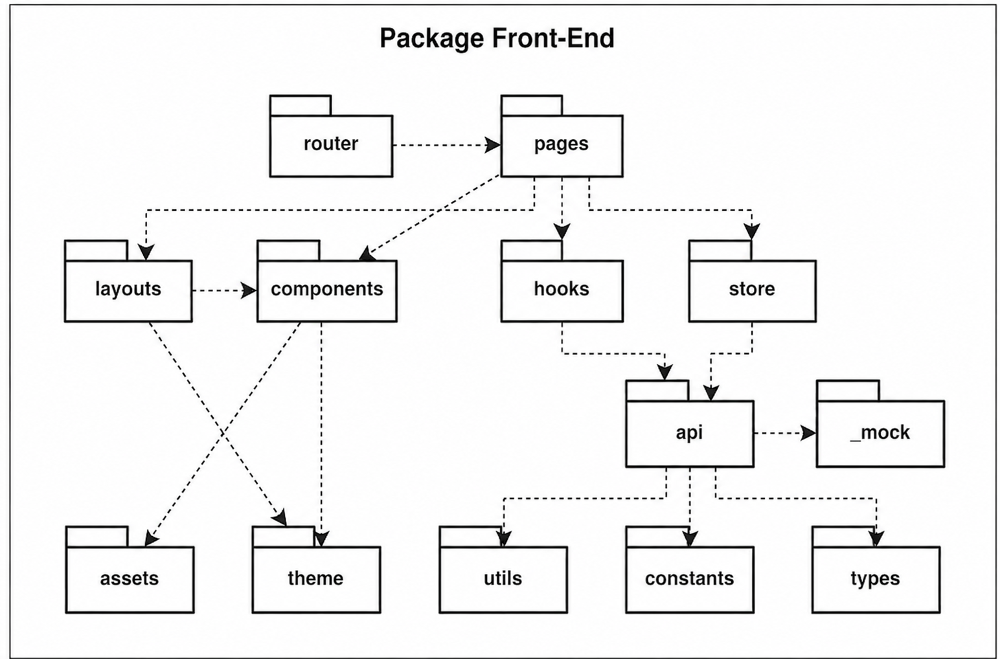 Package Front-End
router
pages
layouts
components
hooks
store
api
_mock
assets
theme
utils
constants
types